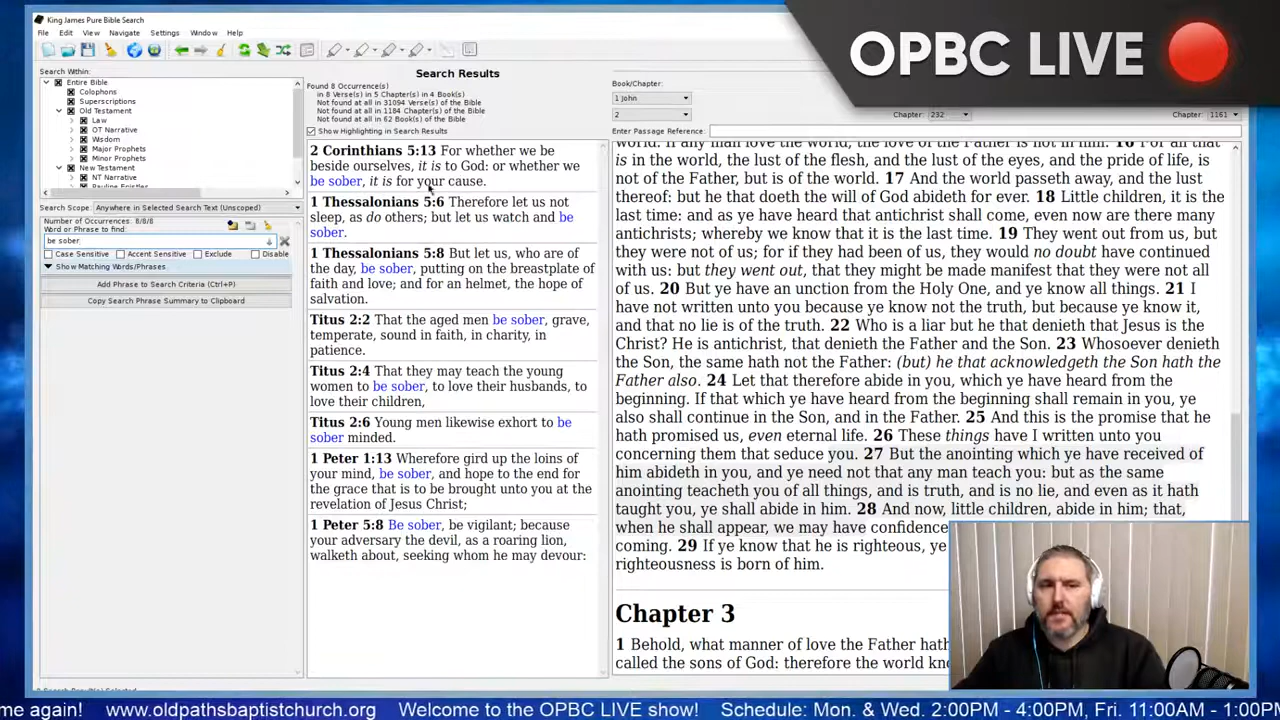 King James Pure Bible Search
OPBC LIVE
File Edit View Navigate Settings Window Help
Search Within:
Entire Bible
Colophons
Superscriptions
Old Testament
Law
OT Narrative
Wisdom
Major Prophets
Minor Prophets
New Testament
NT Narrative
Pauline Epistles
Search Scope: Anywhere in Selected Search Text (Unscoped)
Number of Occurrences: 8/8/8
Word or Phrase to find:
be sober
Case Sensitive Accent Sensitive Exclude Disable
Show Matching Words/Phrases
Add Phrase to Search Criteria (Ctrl+P)
Copy Search Phrase Summary to Clipboard
Search Results
Found 8 Occurrence(s)
in 8 Verse(s) in 5 Chapter(s) in 4 Book(s)
Not found at all in 31094 Verse(s) of the Bible
Not found at all in 1184 Chapter(s) of the Bible
Not found at all in 62 Book(s) of the Bible
Show Highlighting in Search Results
2 Corinthians 5:13 For whether we be
beside ourselves, it is to God: or whether we
be sober, it is for your cause.
1 Thessalonians 5:6 Therefore let us not
sleep, as do others; but let us watch and be
sober.
1 Thessalonians 5:8 But let us, who are of
the day, be sober, putting on the breastplate of
faith and love; and for an helmet, the hope of
salvation.
Titus 2:2 That the aged men be sober, grave,
temperate, sound in faith, in charity, in
patience.
Titus 2:4 That they may teach the young
women to be sober, to love their husbands, to
love their children,
Titus 2:6 Young men likewise exhort to be
sober minded.
1 Peter 1:13 Wherefore gird up the loins of
your mind, be sober, and hope to the end for
the grace that is to be brought unto you at the
revelation of Jesus Christ;
1 Peter 5:8 Be sober, be vigilant; because
your adversary the devil, as a roaring lion,
walketh about, seeking whom he may devour:
Book/Chapter:
1 John
2
Chapter: 232
Chapter: 1161
Enter Passage Reference:
world. If any man love the world, the love of the Father is not in him. 16 For all that
is in the world, the lust of the flesh, and the lust of the eyes, and the pride of life, is
not of the Father, but is of the world. 17 And the world passeth away, and the lust
thereof: but he that doeth the will of God abideth for ever. 18 Little children, it is the
last time: and as ye have heard that antichrist shall come, even now are there many
antichrists; whereby we know that it is the last time. 19 They went out from us, but
they were not of us; for if they had been of us, they would no doubt have continued
with us: but they went out, that they might be made manifest that they were not all
of us. 20 But ye have an unction from the Holy One, and ye know all things. 21 I
have not written unto you because ye know not the truth, but because ye know it,
and that no lie is of the truth. 22 Who is a liar but he that denieth that Jesus is the
Christ? He is antichrist, that denieth the Father and the Son. 23 Whosoever denieth
the Son, the same hath not the Father: (but) he that acknowledgeth the Son hath the
Father also. 24 Let that therefore abide in you, which ye have heard from the
beginning. If that which ye have heard from the beginning shall remain in you, ye
also shall continue in the Son, and in the Father. 25 And this is the promise that he
hath promised us, even eternal life. 26 These things have I written unto you
concerning them that seduce you. 27 But the anointing which ye have received of
him abideth in you, and ye need not that any man teach you: but as the same
anointing teacheth you of all things, and is truth, and is no lie, and even as it hath
taught you, ye shall abide in him. 28 And now, little children, abide in him; that,
when he shall appear, we may have confidence
coming. 29 If ye know that he is righteous, ye
righteousness is born of him.
Chapter 3
1 Behold, what manner of love the Father hath
called the sons of God: therefore the world kn
me again! www.oldpathsbaptistchurch.org Welcome to the OPBC LIVE show! Schedule: Mon. & Wed. 2:00PM - 4:00PM, Fri. 11:00AM - 1:00P